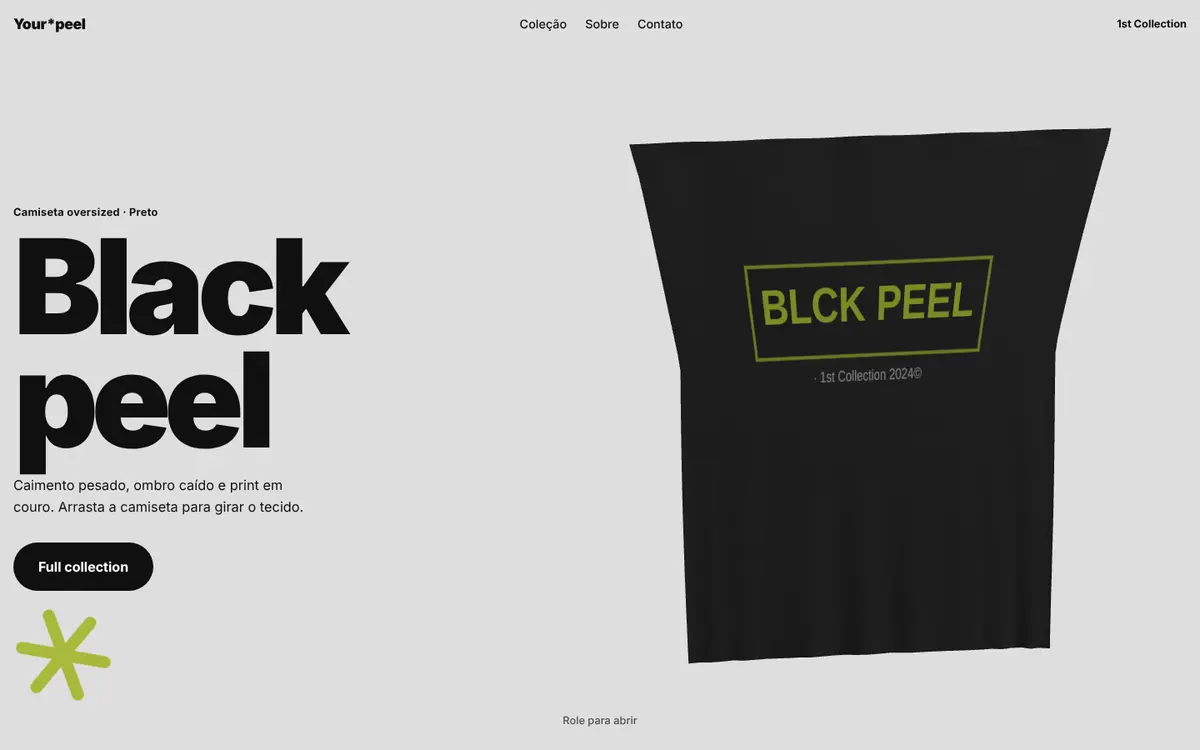 Your*peel
Coleção Sobre Contato
1st Collection
Camiseta oversized · Preto
Black
peel
Caimento pesado, ombro caído e print em
couro. Arrasta a camiseta para girar o tecido.
Full collection
BLCK PEEL
· 1st Collection 2024©
Role para abrir